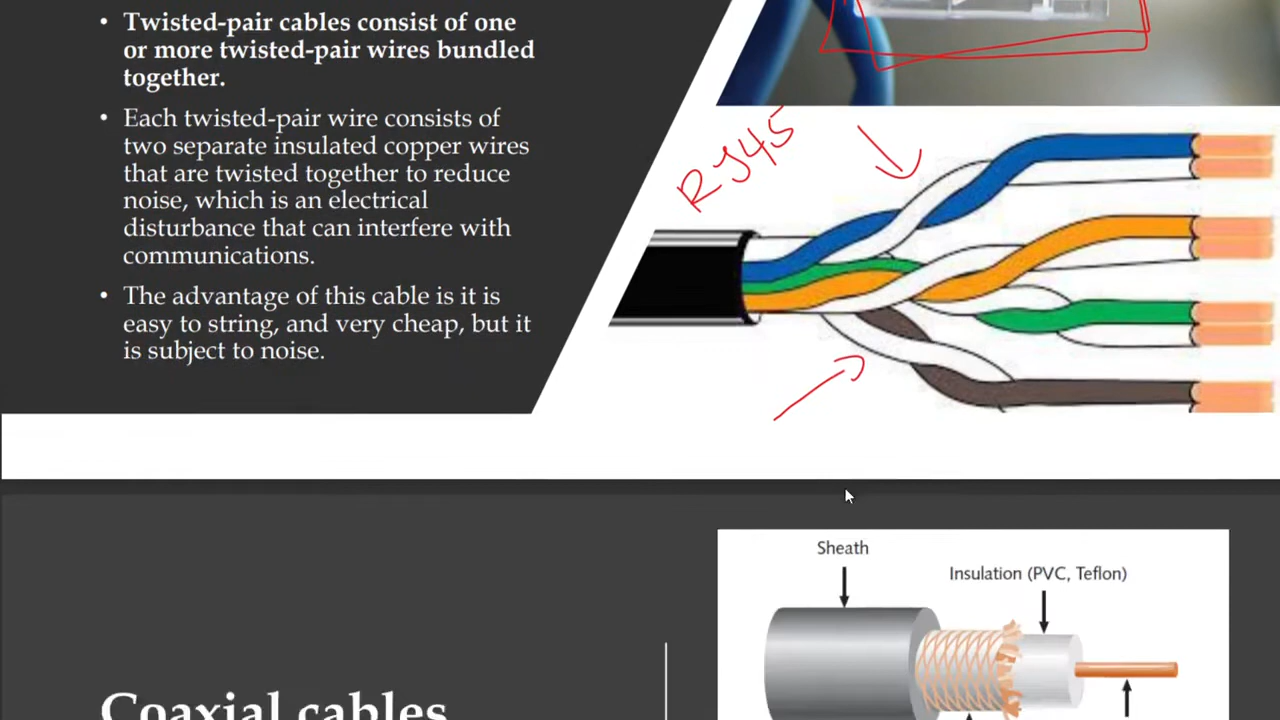 • Twisted-pair cables consist of one
or more twisted-pair wires bundled
together.
• Each twisted-pair wire consists of
two separate insulated copper wires
that are twisted together to reduce
noise, which is an electrical
disturbance that can interfere with
communications.
• The advantage of this cable is it is
easy to string, and very cheap, but it
is subject to noise.
RJ45
Sheath
Insulation (PVC, Teflon)
Coaxial cables